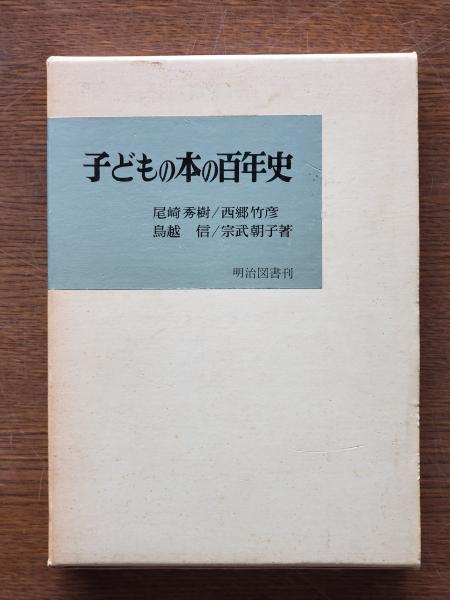 子どもの本の百年史
尾崎秀樹/西郷竹彦
鳥越 信/宗武朝子著
明治図書刊